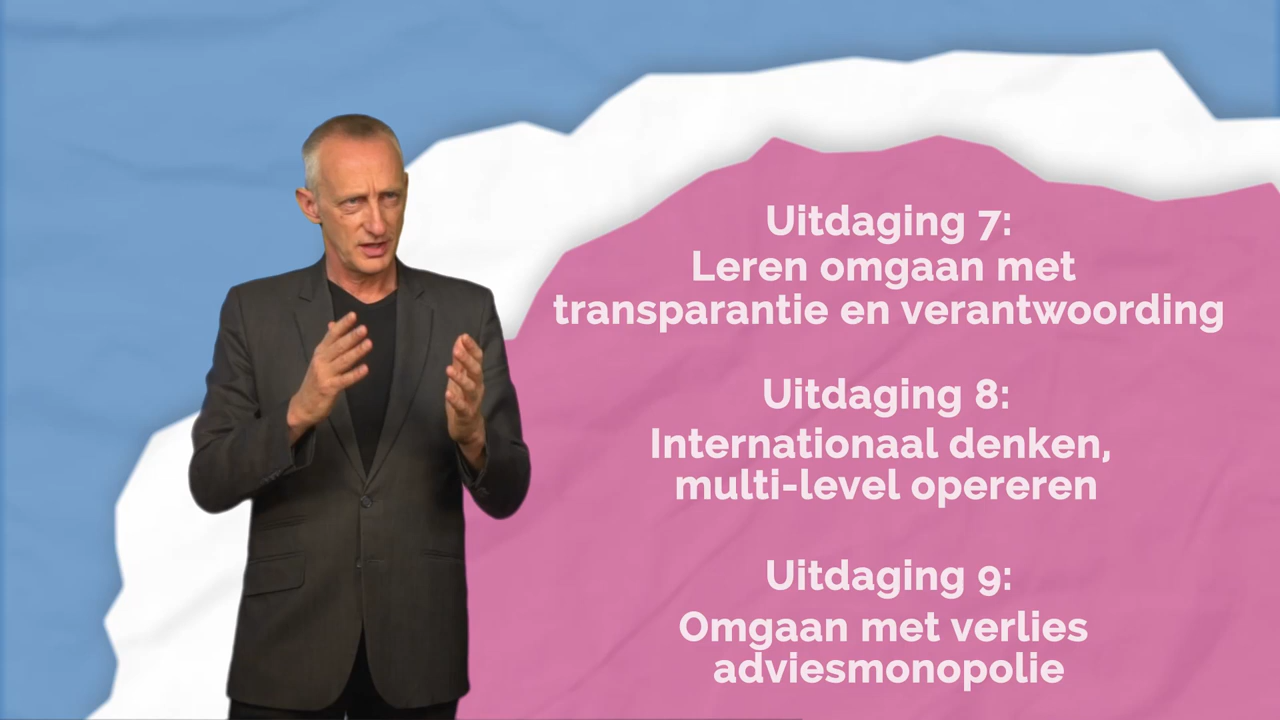 Uitdaging 7:
Leren omgaan met
transparantie en verantwoording
Uitdaging 8:
Internationaal denken,
multi-level opereren
Uitdaging 9:
Omgaan met verlies
adviesmonopolie